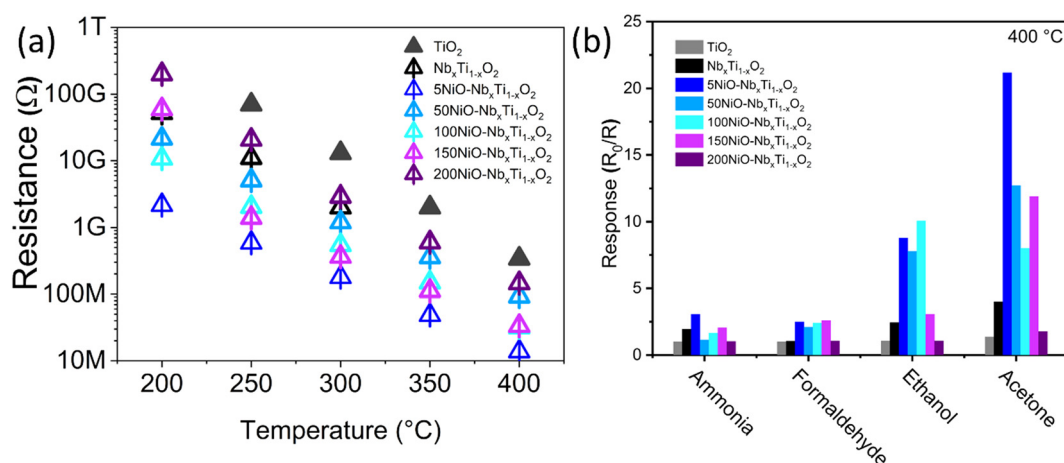 (a)
1T
100G
10G
1G
100M
10M
Resistance (Ω)
200 250 300 350 400
Temperature (°C)
TiO₂
NbₓTi₁₋ₓO₂
5NiO-NbₓTi₁₋ₓO₂
50NiO-NbₓTi₁₋ₓO₂
100NiO-NbₓTi₁₋ₓO₂
150NiO-NbₓTi₁₋ₓO₂
200NiO-NbₓTi₁₋ₓO₂
(b)
400 °C
25
20
15
10
5
0
Response (R₀/R)
TiO₂
NbₓTi₁₋ₓO₂
5NiO-NbₓTi₁₋ₓO₂
50NiO-NbₓTi₁₋ₓO₂
100NiO-NbₓTi₁₋ₓO₂
150NiO-NbₓTi₁₋ₓO₂
200NiO-NbₓTi₁₋ₓO₂
Ammonia
Formaldehyde
Ethanol
Acetone